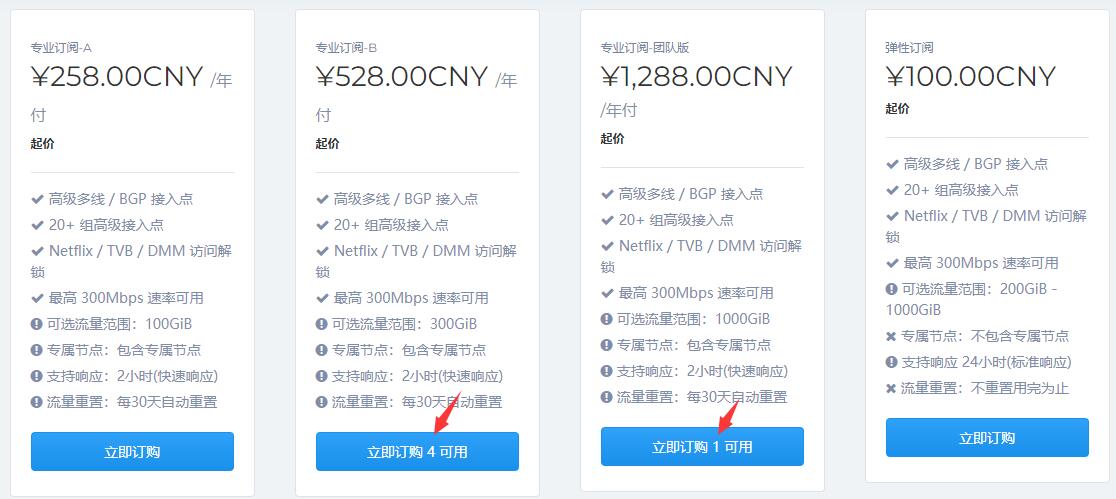 专业订阅-A
¥258.00CNY /年
付
起价
高级多线 / BGP 接入点
20+ 组高级接入点
Netflix / TVB / DMM 访问解
锁
最高 300Mbps 速率可用
可选流量范围：100GiB
专属节点：包含专属节点
支持响应：2小时(快速响应)
流量重置：每30天自动重置
立即订购
专业订阅-B
¥528.00CNY /年
付
起价
高级多线 / BGP 接入点
20+ 组高级接入点
Netflix / TVB / DMM 访问解
锁
最高 300Mbps 速率可用
可选流量范围：300GiB
专属节点：包含专属节点
支持响应：2小时(快速响应)
流量重置：每30天自动重置
立即订购 4 可用
专业订阅-团队版
¥1,288.00CNY
/年付
起价
高级多线 / BGP 接入点
20+ 组高级接入点
Netflix / TVB / DMM 访问解
锁
最高 300Mbps 速率可用
可选流量范围：1000GiB
专属节点：包含专属节点
支持响应：2小时(快速响应)
流量重置：每30天自动重置
立即订购 1 可用
弹性订阅
¥100.00CNY
起价
高级多线 / BGP 接入点
20+ 组高级接入点
Netflix / TVB / DMM 访问解
锁
最高 300Mbps 速率可用
可选流量范围：200GiB -
1000GiB
专属节点：不包含专属节点
支持响应 24小时(标准响应)
流量重置：不重置用完为止
立即订购